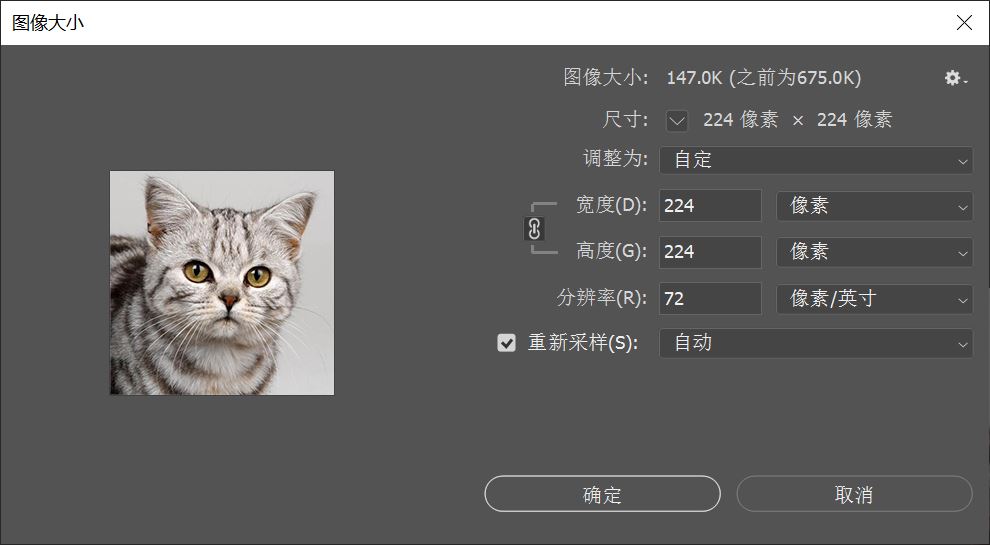 图像大小
图像大小: 147.0K (之前为675.0K)
尺寸: 224 像素 × 224 像素
调整为: 自定
宽度(D): 224 像素
高度(G): 224 像素
分辨率(R): 72 像素/英寸
重新采样(S): 自动
确定 取消